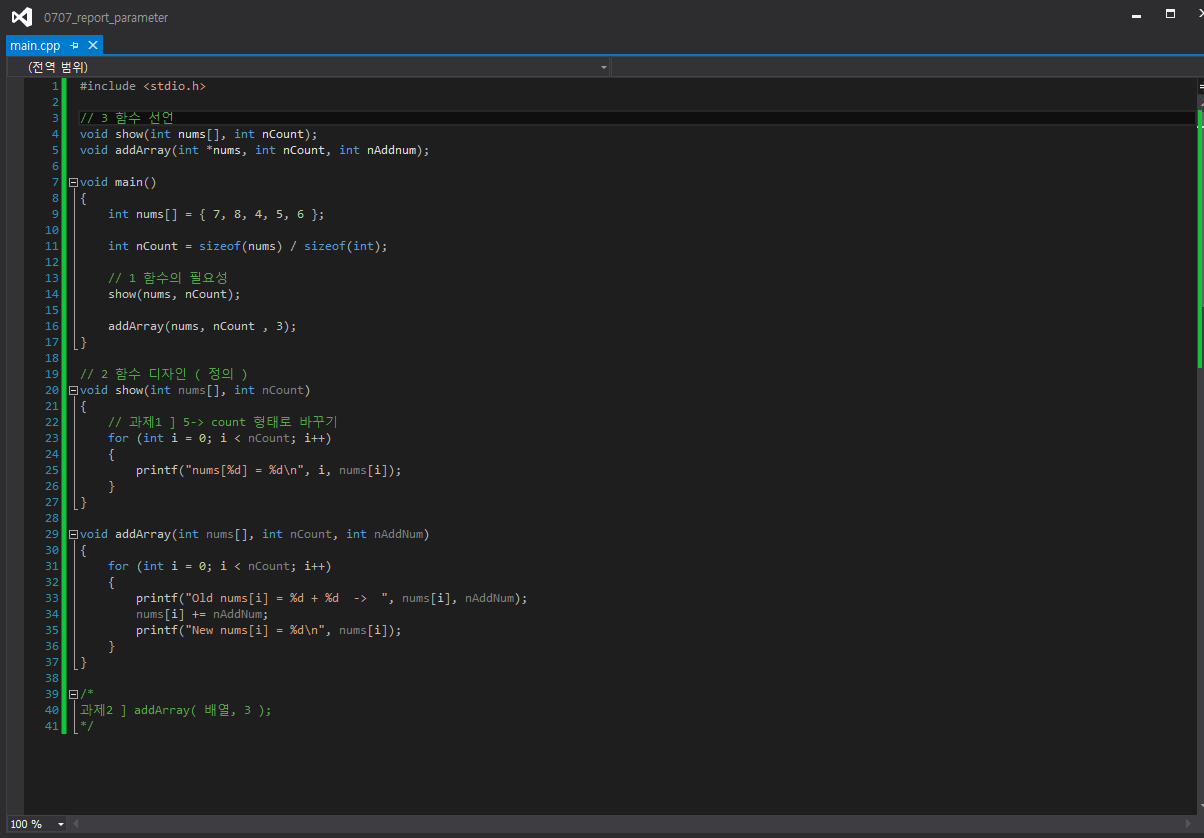 0707_report_parameter
main.cpp
(전역 범위)
1 #include <stdio.h>
2
3 // 3 함수 선언
4 void show(int nums[], int nCount);
5 void addArray(int *nums, int nCount, int nAddnum);
6
7 void main()
8 {
9 int nums[] = { 7, 8, 4, 5, 6 };
10
11 int nCount = sizeof(nums) / sizeof(int);
12
13 // 1 함수의 필요성
14 show(nums, nCount);
15
16 addArray(nums, nCount , 3);
17 }
18
19 // 2 함수 디자인 ( 정의 )
20 void show(int nums[], int nCount)
21 {
22 // 과제1 ] 5-> count 형태로 바꾸기
23 for (int i = 0; i < nCount; i++)
24 {
25 printf("nums[%d] = %d\n", i, nums[i]);
26 }
27 }
28
29 void addArray(int nums[], int nCount, int nAddNum)
30 {
31 for (int i = 0; i < nCount; i++)
32 {
33 printf("Old nums[i] = %d + %d  ->  ", nums[i], nAddNum);
34 nums[i] += nAddNum;
35 printf("New nums[i] = %d\n", nums[i]);
36 }
37 }
38
39 /*
40 과제2 ] addArray( 배열, 3 );
41 */
100 %